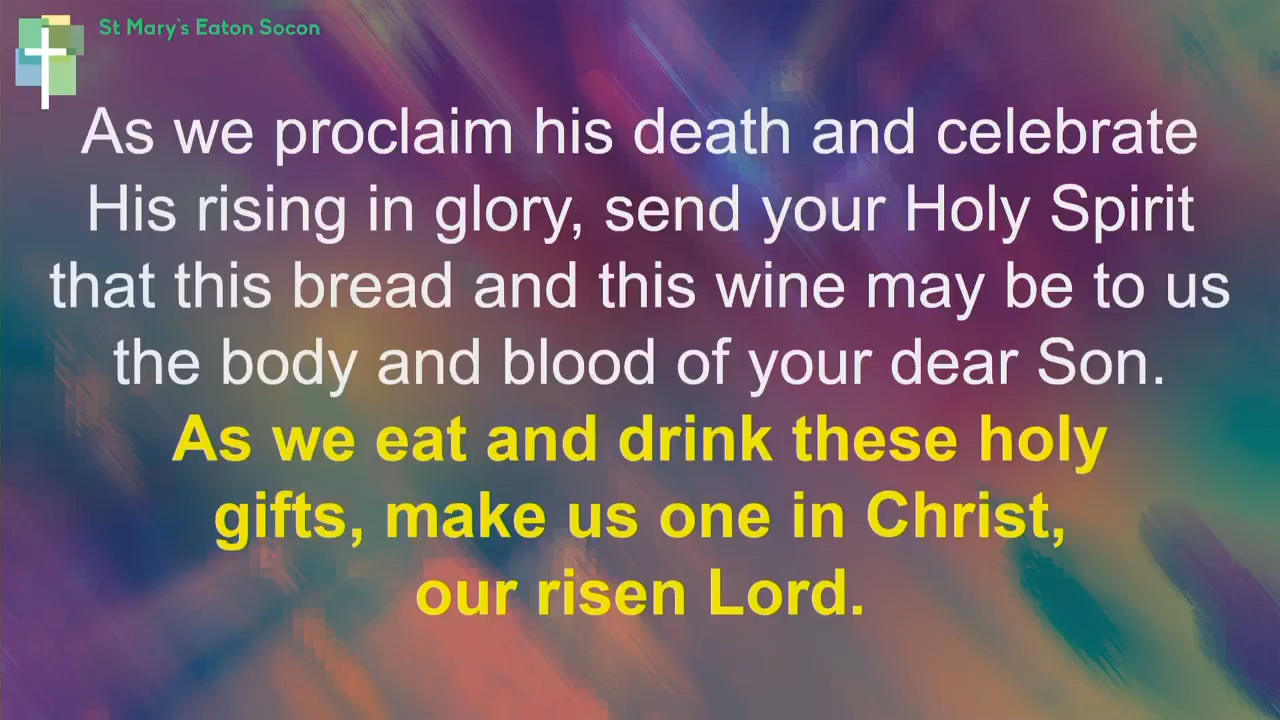 St Mary's Eaton Socon
As we proclaim his death and celebrate
His rising in glory, send your Holy Spirit
that this bread and this wine may be to us
the body and blood of your dear Son.
As we eat and drink these holy
gifts, make us one in Christ,
our risen Lord.